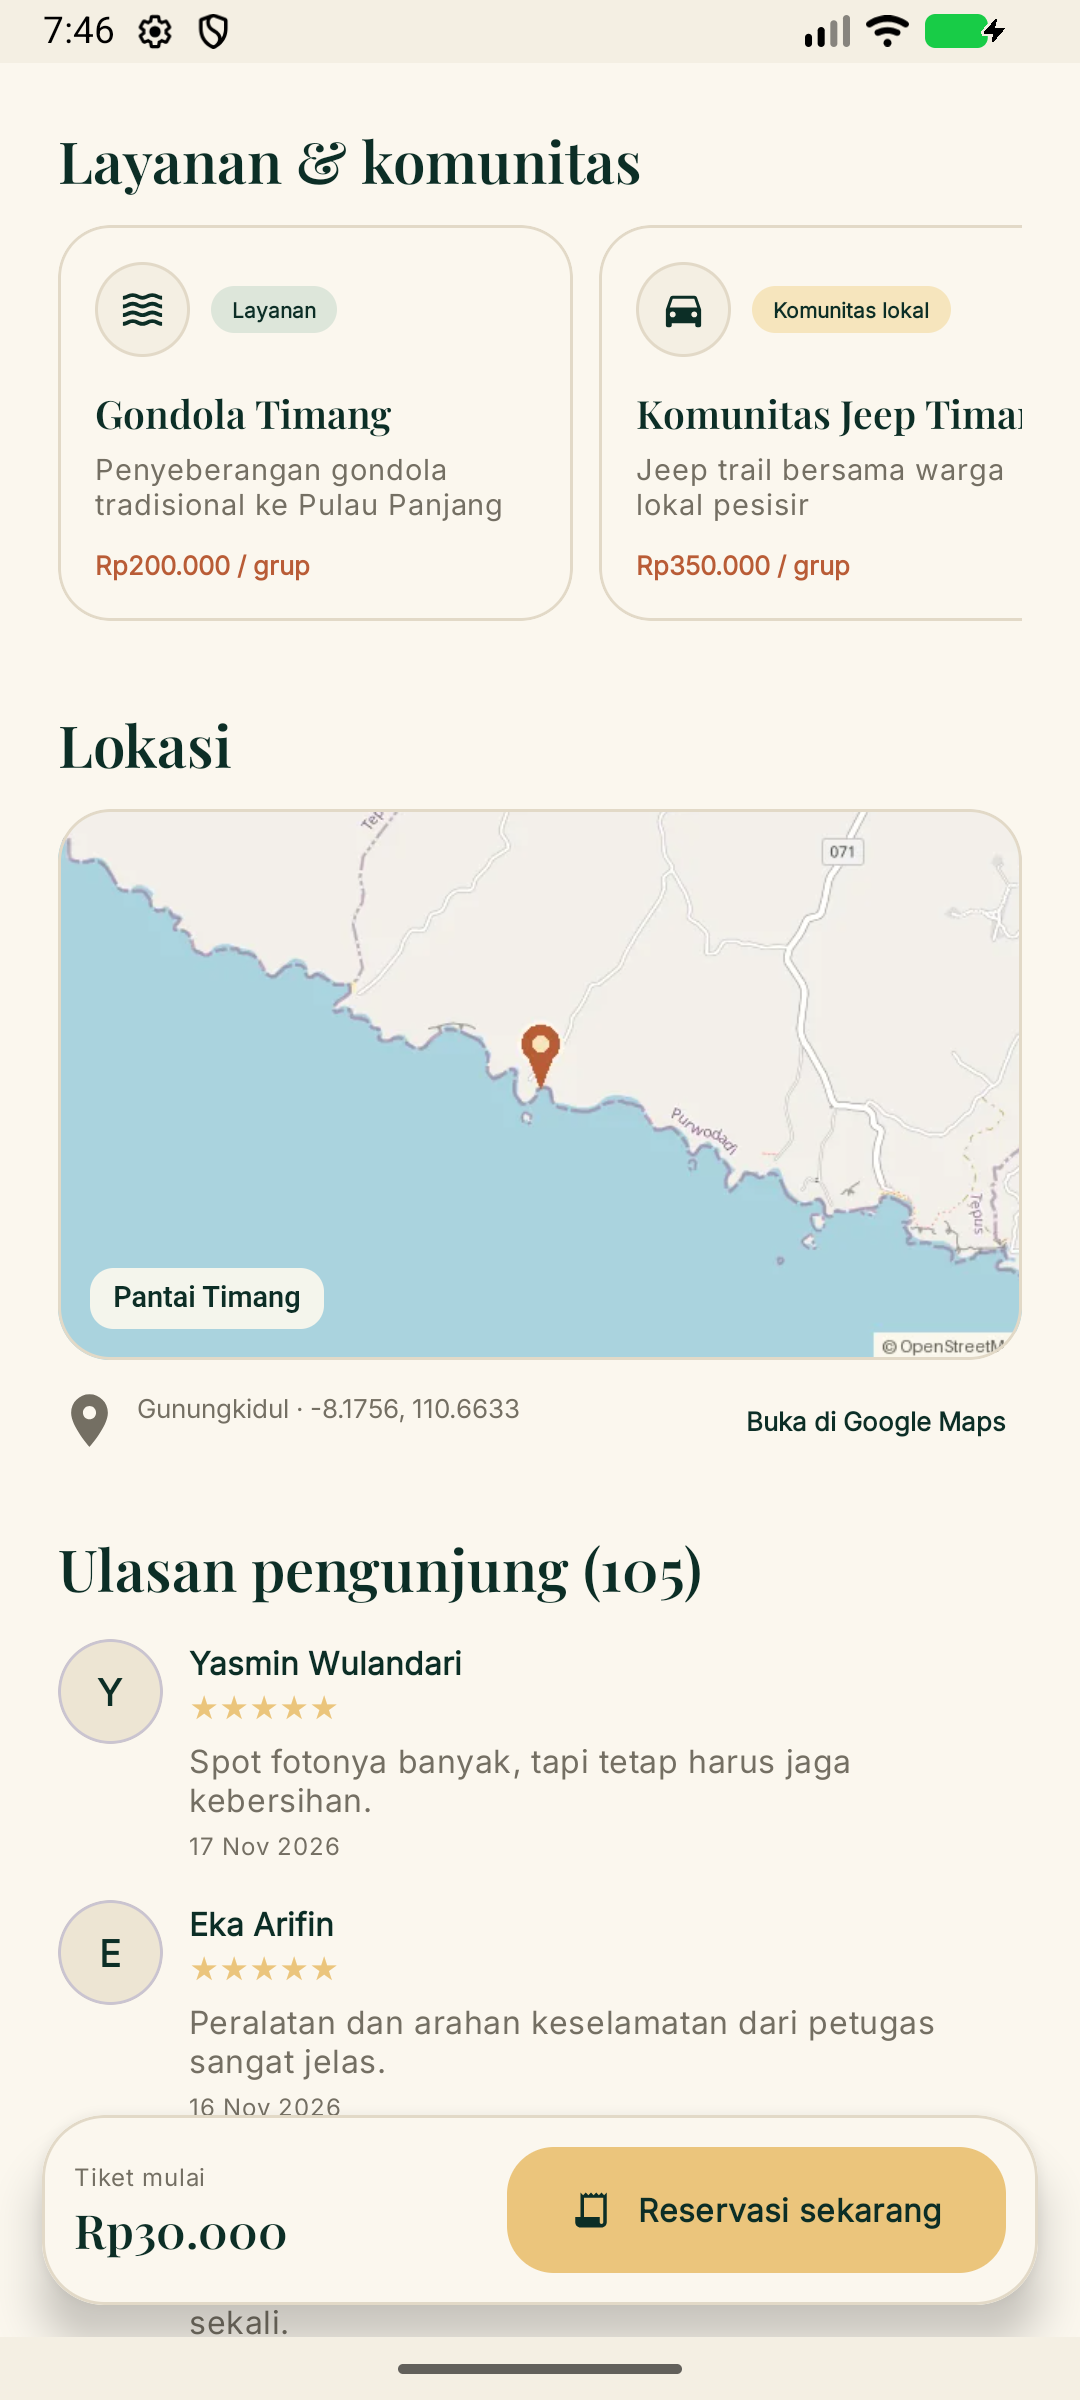 7:46
Layanan & komunitas
Layanan
Komunitas lokal
Gondola Timang
Penyeberangan gondola
tradisional ke Pulau Panjang
Rp200.000 / grup
Komunitas Jeep
Jeep trail bersama warga
lokal pesisir
Rp350.000 / grup
Lokasi
071
Purwodadi
Tepus
Pantai Timang
© OpenStreetM
Gunungkidul · -8.1756, 110.6633
Buka di Google Maps
Ulasan pengunjung (105)
Y
Yasmin Wulandari
★★★★★
Spot fotonya banyak, tapi tetap harus jaga
kebersihan.
17 Nov 2026
E
Eka Arifin
★★★★★
Peralatan dan arahan keselamatan dari petugas
sangat jelas.
16 Nov 2026
Tiket mulai
Rp30.000
Reservasi sekarang
sekali.